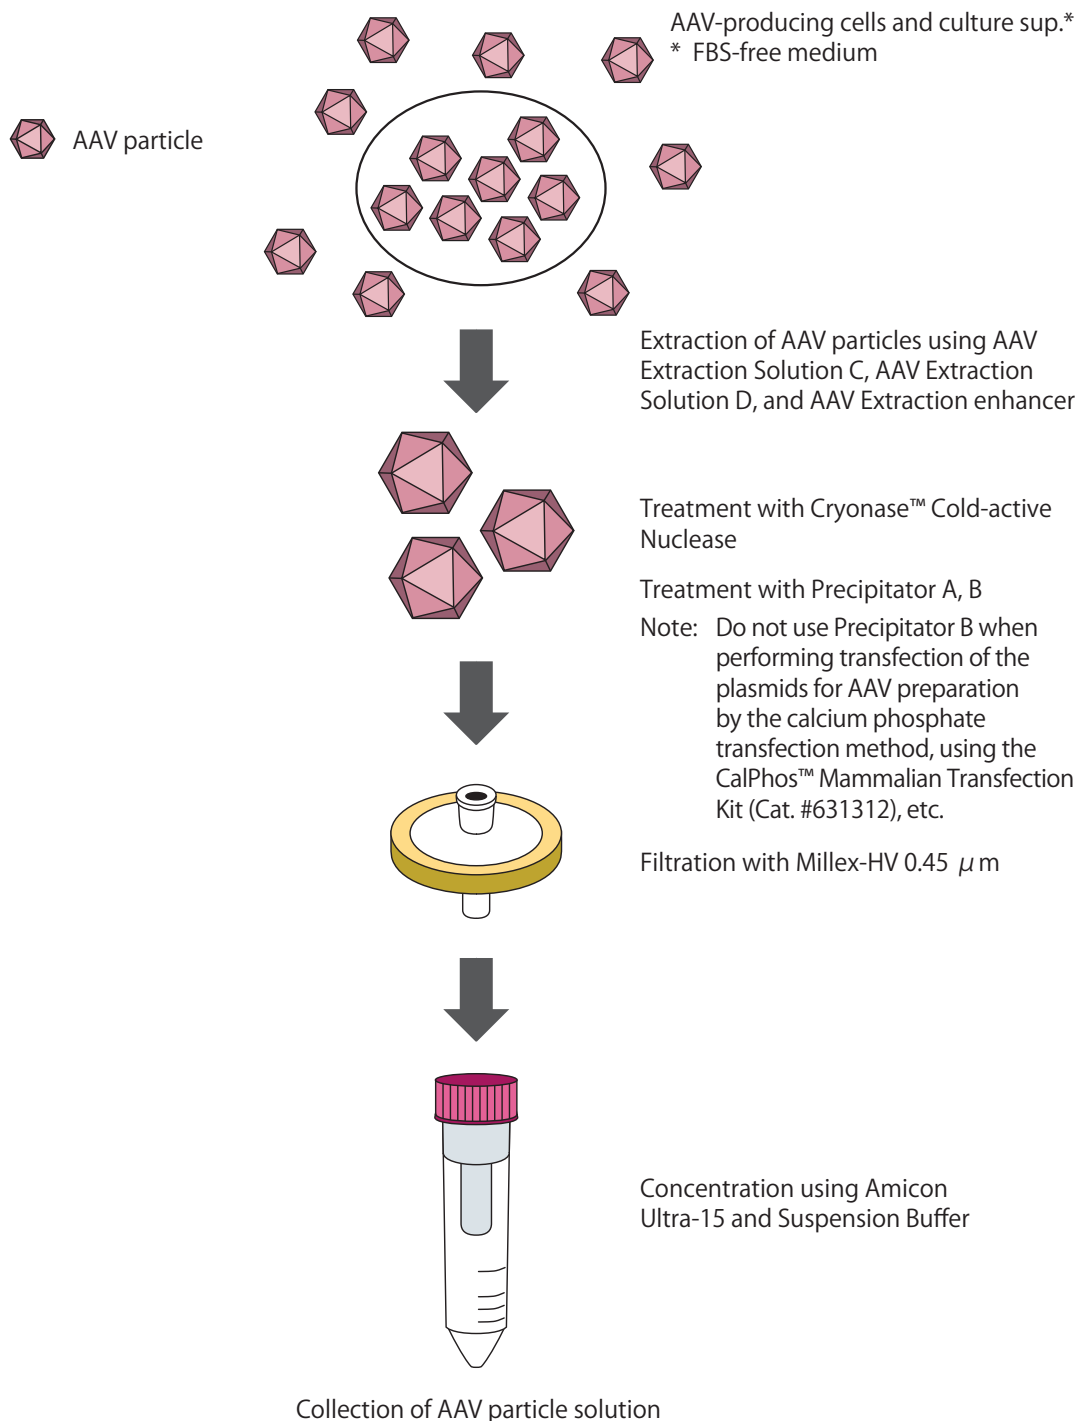 AAV-producing cells and culture sup.*
* FBS-free medium
AAV particle
Extraction of AAV particles using AAV
Extraction Solution C, AAV Extraction
Solution D, and AAV Extraction enhancer
Treatment with Cryonase™ Cold-active
Nuclease
Treatment with Precipitator A, B
Note: Do not use Precipitator B when
performing transfection of the
plasmids for AAV preparation
by the calcium phosphate
transfection method, using the
CalPhos™ Mammalian Transfection
Kit (Cat. #631312), etc.
Filtration with Millex-HV 0.45 μm
Concentration using Amicon
Ultra-15 and Suspension Buffer
Collection of AAV particle solution